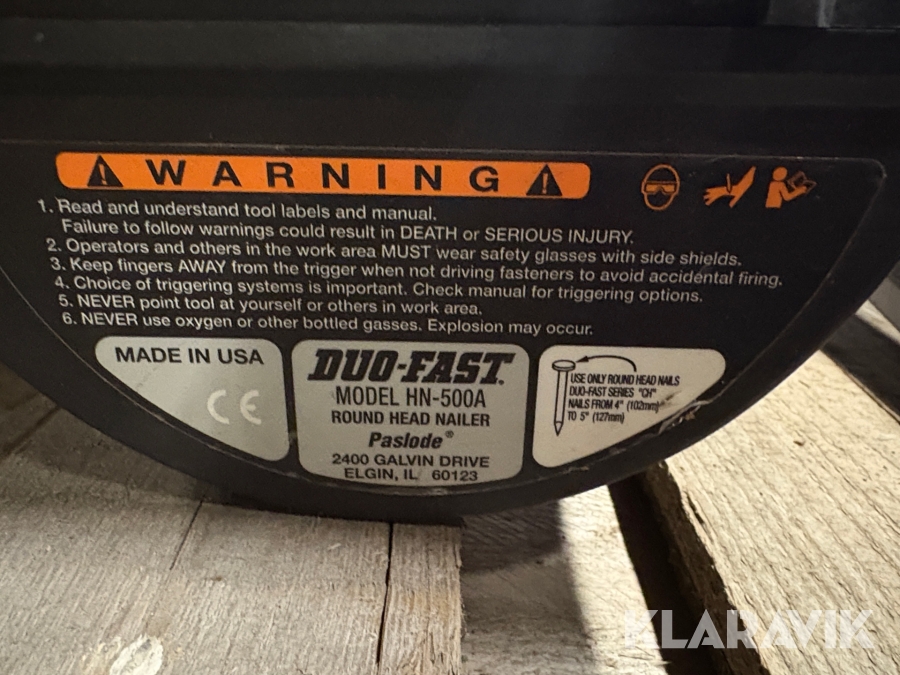 WARNING
1. Read and understand tool labels and manual.
Failure to follow warnings could result in DEATH or SERIOUS INJURY.
2. Operators and others in the work area MUST wear safety glasses with side shields.
3. Keep fingers AWAY from the trigger when not driving fasteners to avoid accidental firing.
4. Choice of triggering systems is important. Check manual for triggering options.
5. NEVER point tool at yourself or others in work area.
6. NEVER use oxygen or other bottled gasses. Explosion may occur.
MADE IN USA
CE
DUO-FAST®
MODEL HN-500A
ROUND HEAD NAILER
Paslode®
2400 GALVIN DRIVE
ELGIN, IL 60123
USE ONLY ROUND HEAD NAILS
DUO-FAST SERIES "CH"
NAILS FROM 4" (102mm)
TO 5" (127mm)
KLARAVIK